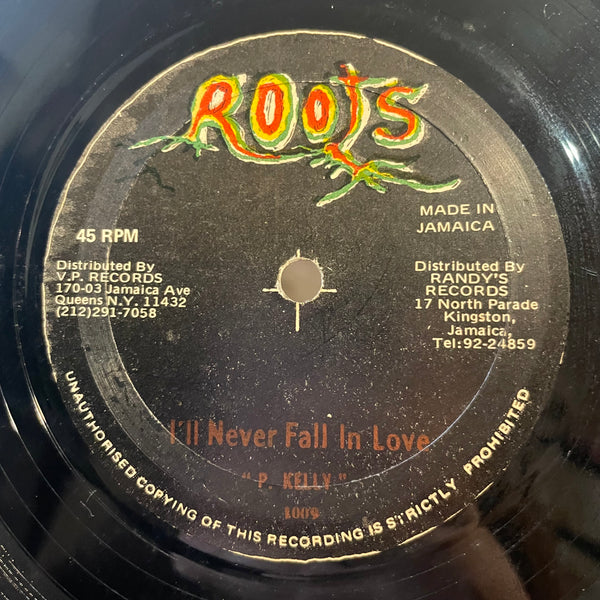 ROOTS
45 RPM
MADE IN
JAMAICA
Distributed By
V.P. RECORDS
170-03 Jamaica Ave
Queens N.Y. 11432
(212)291-7058
Distributed By
RANDY'S
RECORDS
17 North Parade
Kingston,
Jamaica,
Tel:92-24859
I'll Never Fall In Love
" P. KELLY "
1009
UNAUTHORISED COPYING OF THIS RECORDING IS STRICTLY PROHIBITED